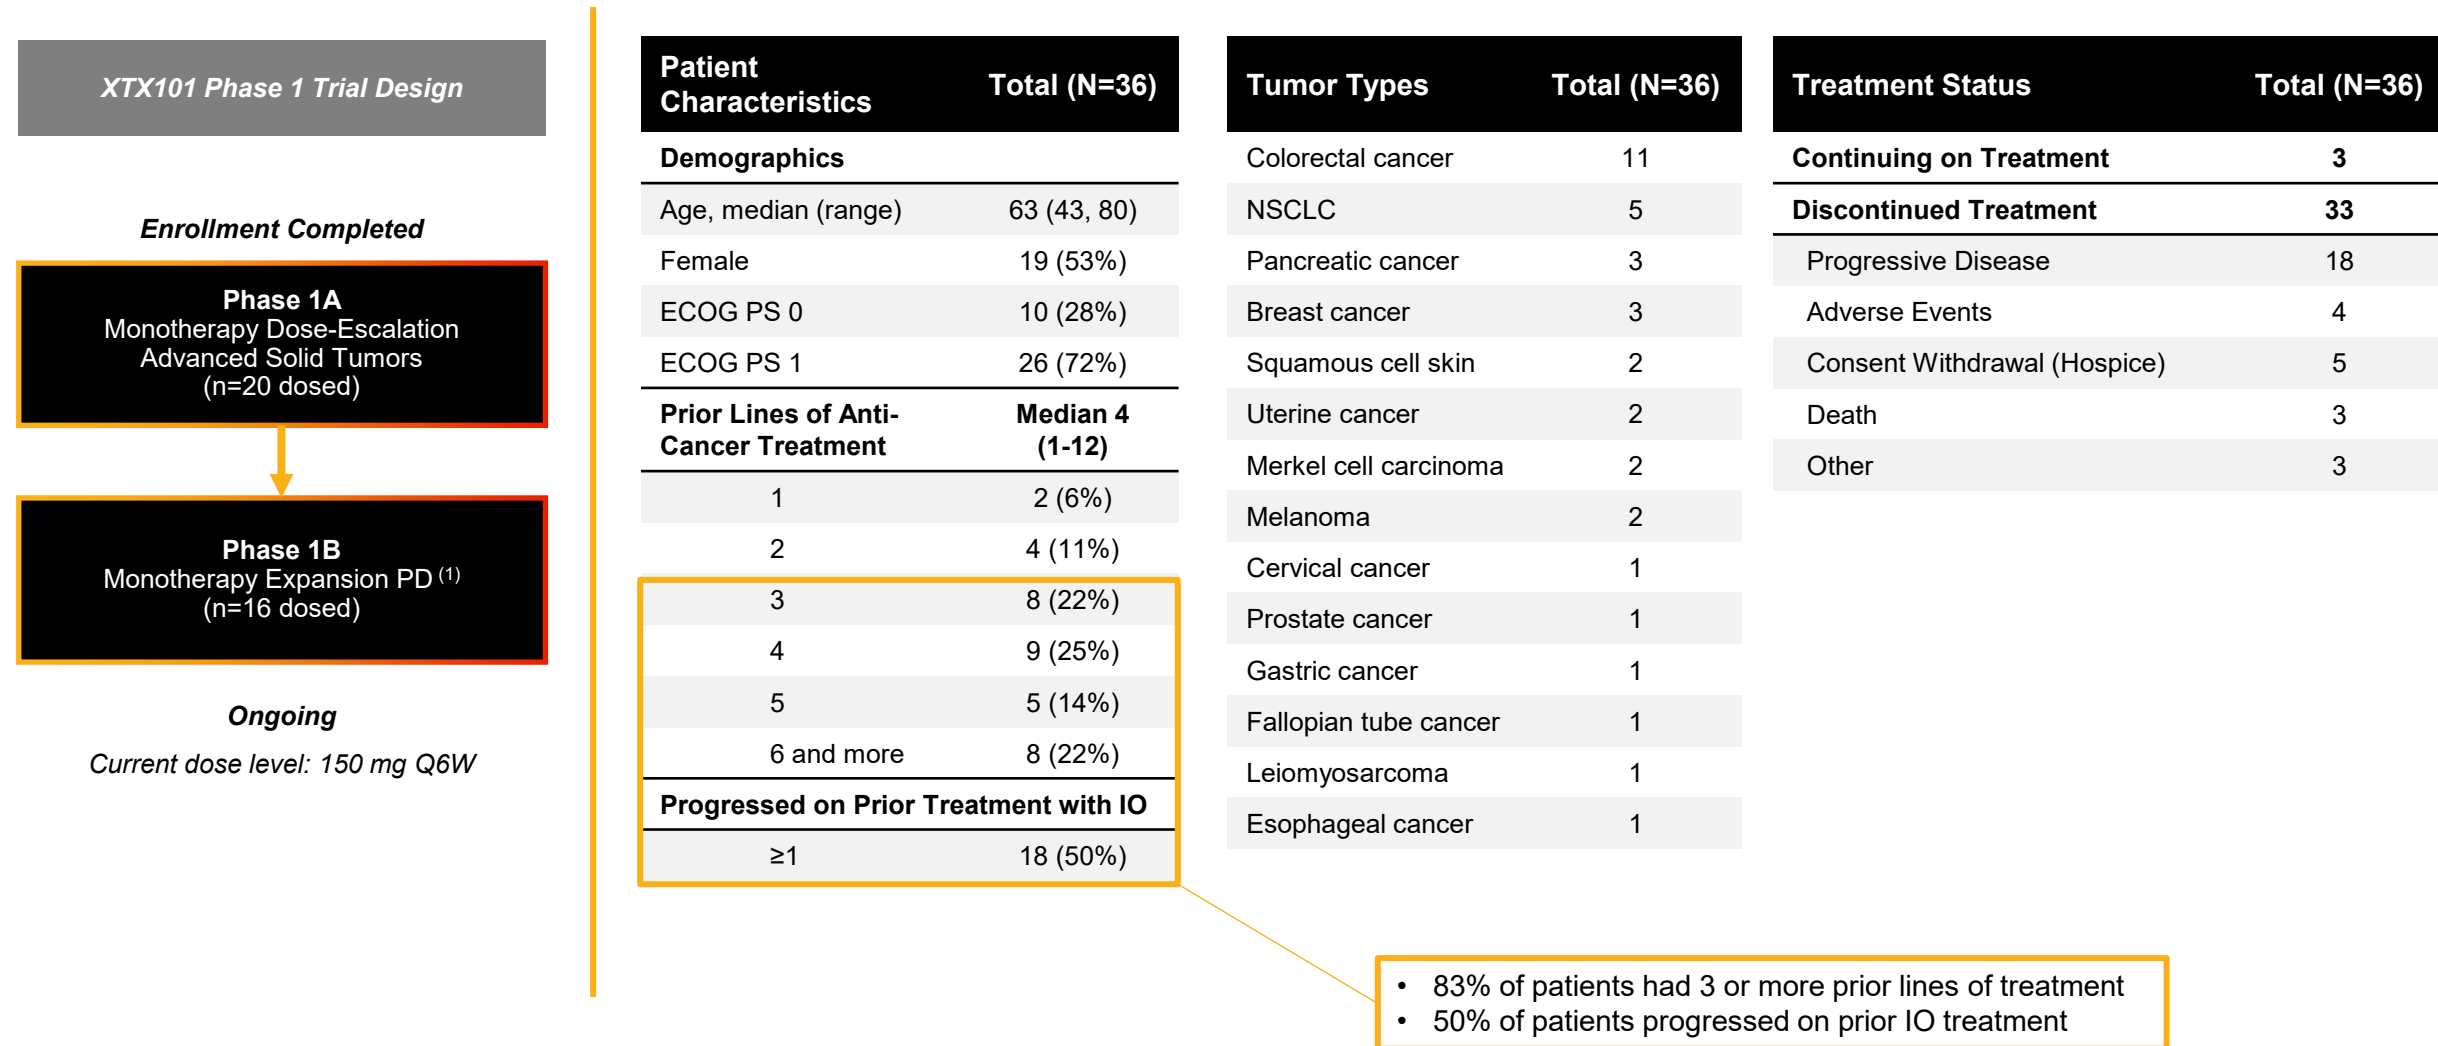 XTX101 Phase 1 Trial Design
Enrollment Completed
Phase 1A
Monotherapy Dose-Escalation
Advanced Solid Tumors
(n=20 dosed)
Phase 1B
Monotherapy Expansion PD (1)
(n=16 dosed)
Ongoing
Current dose level: 150 mg Q6W
Patient Characteristics Total (N=36)
Demographics
Age, median (range) 63 (43, 80)
Female 19 (53%)
ECOG PS 0 10 (28%)
ECOG PS 1 26 (72%)
Prior Lines of Anti-Cancer Treatment Median 4 (1-12)
1 2 (6%)
2 4 (11%)
3 8 (22%)
4 9 (25%)
5 5 (14%)
6 and more 8 (22%)
Progressed on Prior Treatment with IO
≥1 18 (50%)
Tumor Types Total (N=36)
Colorectal cancer 11
NSCLC 5
Pancreatic cancer 3
Breast cancer 3
Squamous cell skin 2
Uterine cancer 2
Merkel cell carcinoma 2
Melanoma 2
Cervical cancer 1
Prostate cancer 1
Gastric cancer 1
Fallopian tube cancer 1
Leiomyosarcoma 1
Esophageal cancer 1
Treatment Status Total (N=36)
Continuing on Treatment 3
Discontinued Treatment 33
Progressive Disease 18
Adverse Events 4
Consent Withdrawal (Hospice) 5
Death 3
Other 3
• 83% of patients had 3 or more prior lines of treatment
• 50% of patients progressed on prior IO treatment